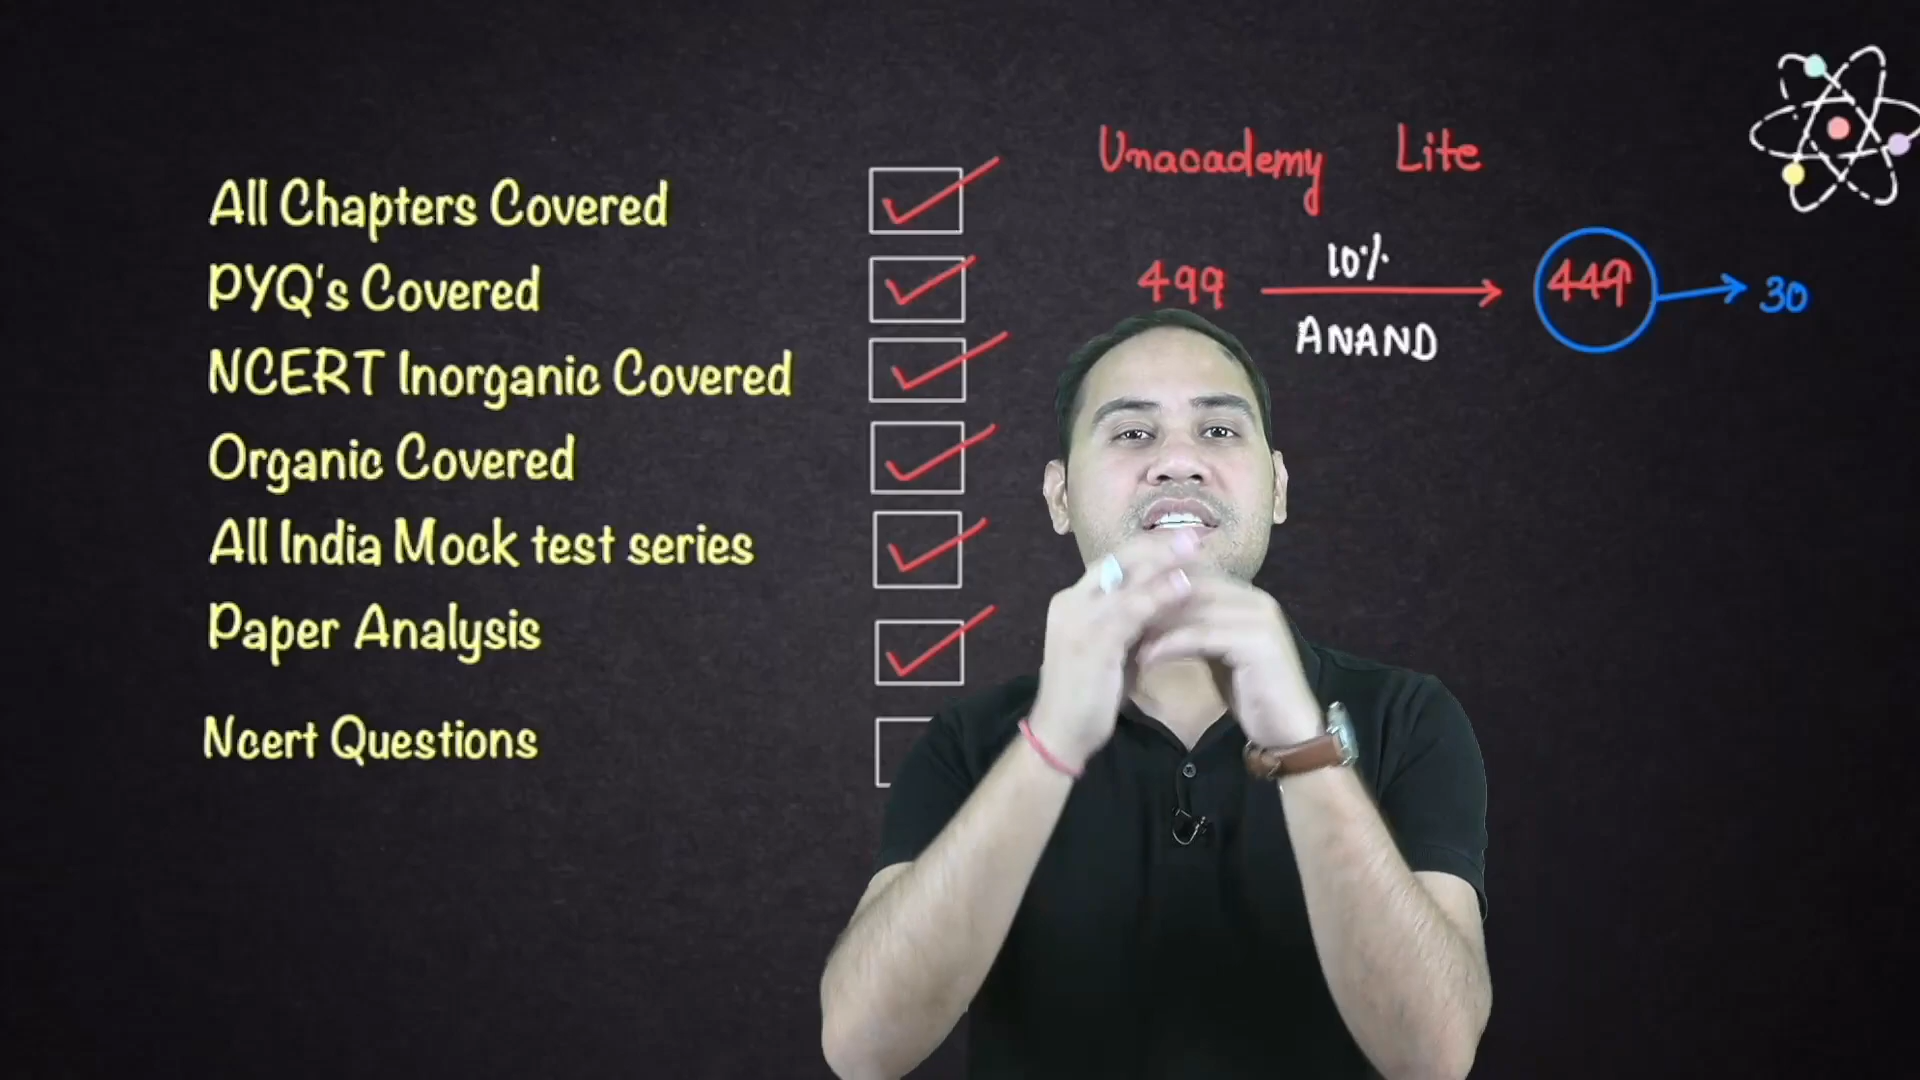 All Chapters Covered
PYQ's Covered
NCERT Inorganic Covered
Organic Covered
All India Mock test series
Paper Analysis
Ncert Questions
Unacademy Lite
499 10% 449 30
ANAND